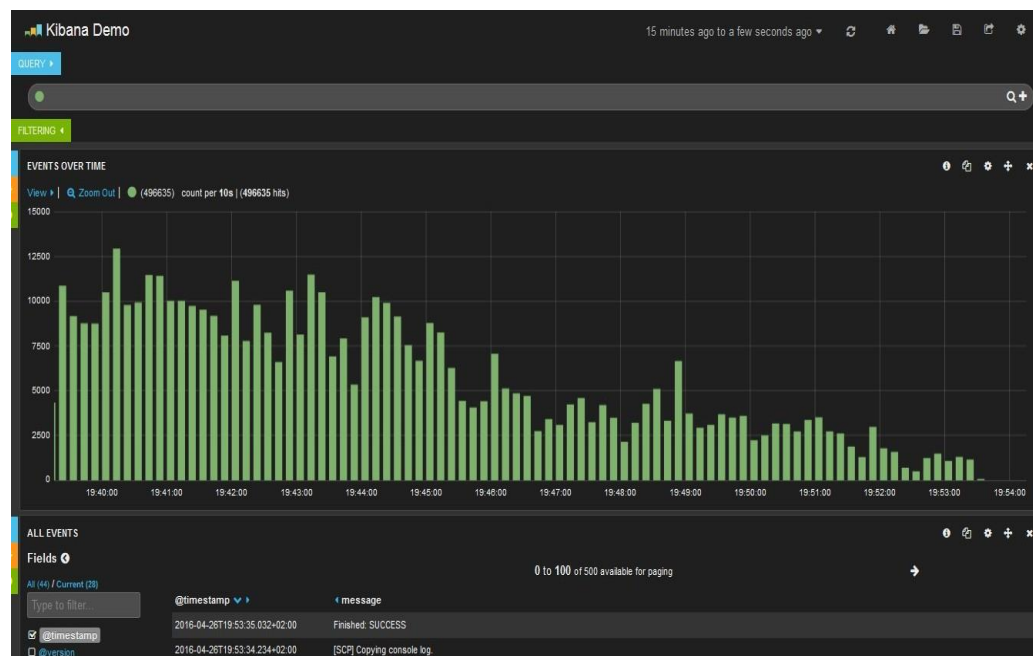 Kibana Demo
15 minutes ago to a few seconds ago
QUERY
FILTERING
EVENTS OVER TIME
View | Zoom Out | (496635) count per 10s | (496635 hits)
15000
12500
10000
7500
5000
2500
0
19:40:00 19:41:00 19:42:00 19:43:00 19:44:00 19:45:00 19:46:00 19:47:00 19:48:00 19:49:00 19:50:00 19:51:00 19:52:00 19:53:00 19:54:00
ALL EVENTS
Fields
0 to 100 of 500 available for paging
All (44) / Current (28)
Type to filter...
@timestamp message
2016-04-26T19:53:35.032+02:00 Finished: SUCCESS
@timestamp
2016-04-26T19:53:34.234+02:00 [SCP] Copying console log.
@version